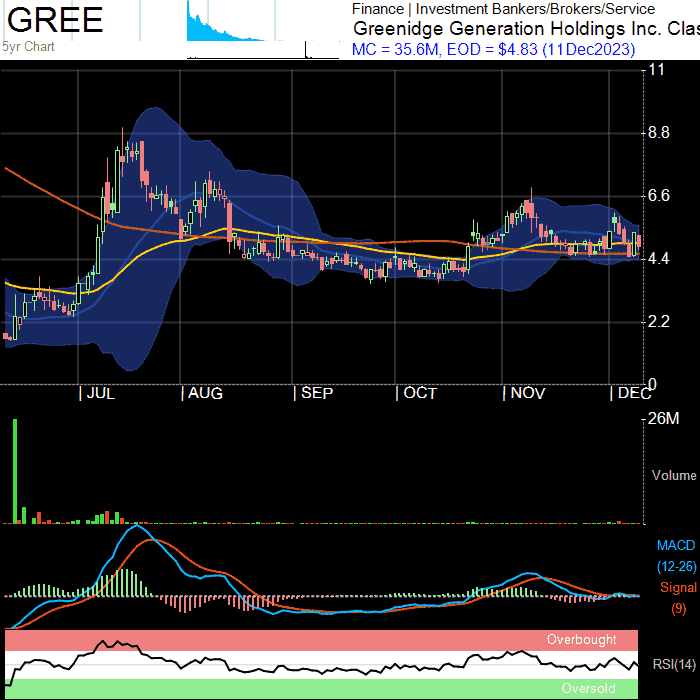 GREE
Finance | Investment Bankers/Brokers/Service
Greenidge Generation Holdings Inc. Clas
5yr Chart
MC = 35.6M, EOD = $4.83 (11Dec2023)
11
8.8
6.6
4.4
2.2
0
JUL AUG SEP OCT NOV DEC
26M
Volume
MACD
(12-26)
Signal
(9)
Overbought
RSI(14)
Oversold